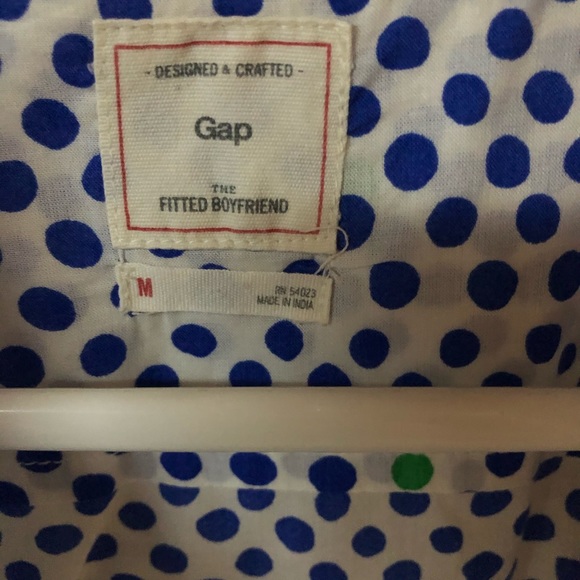 - DESIGNED & CRAFTED -
Gap
THE
FITTED BOYFRIEND
M
RN 54023
MADE IN INDIA